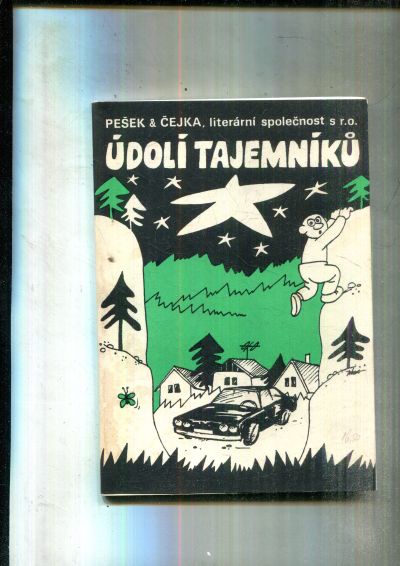 PEŠEK & ČEJKA, literární společnost s r.o.
ÚDOLÍ TAJEMNÍKŮ